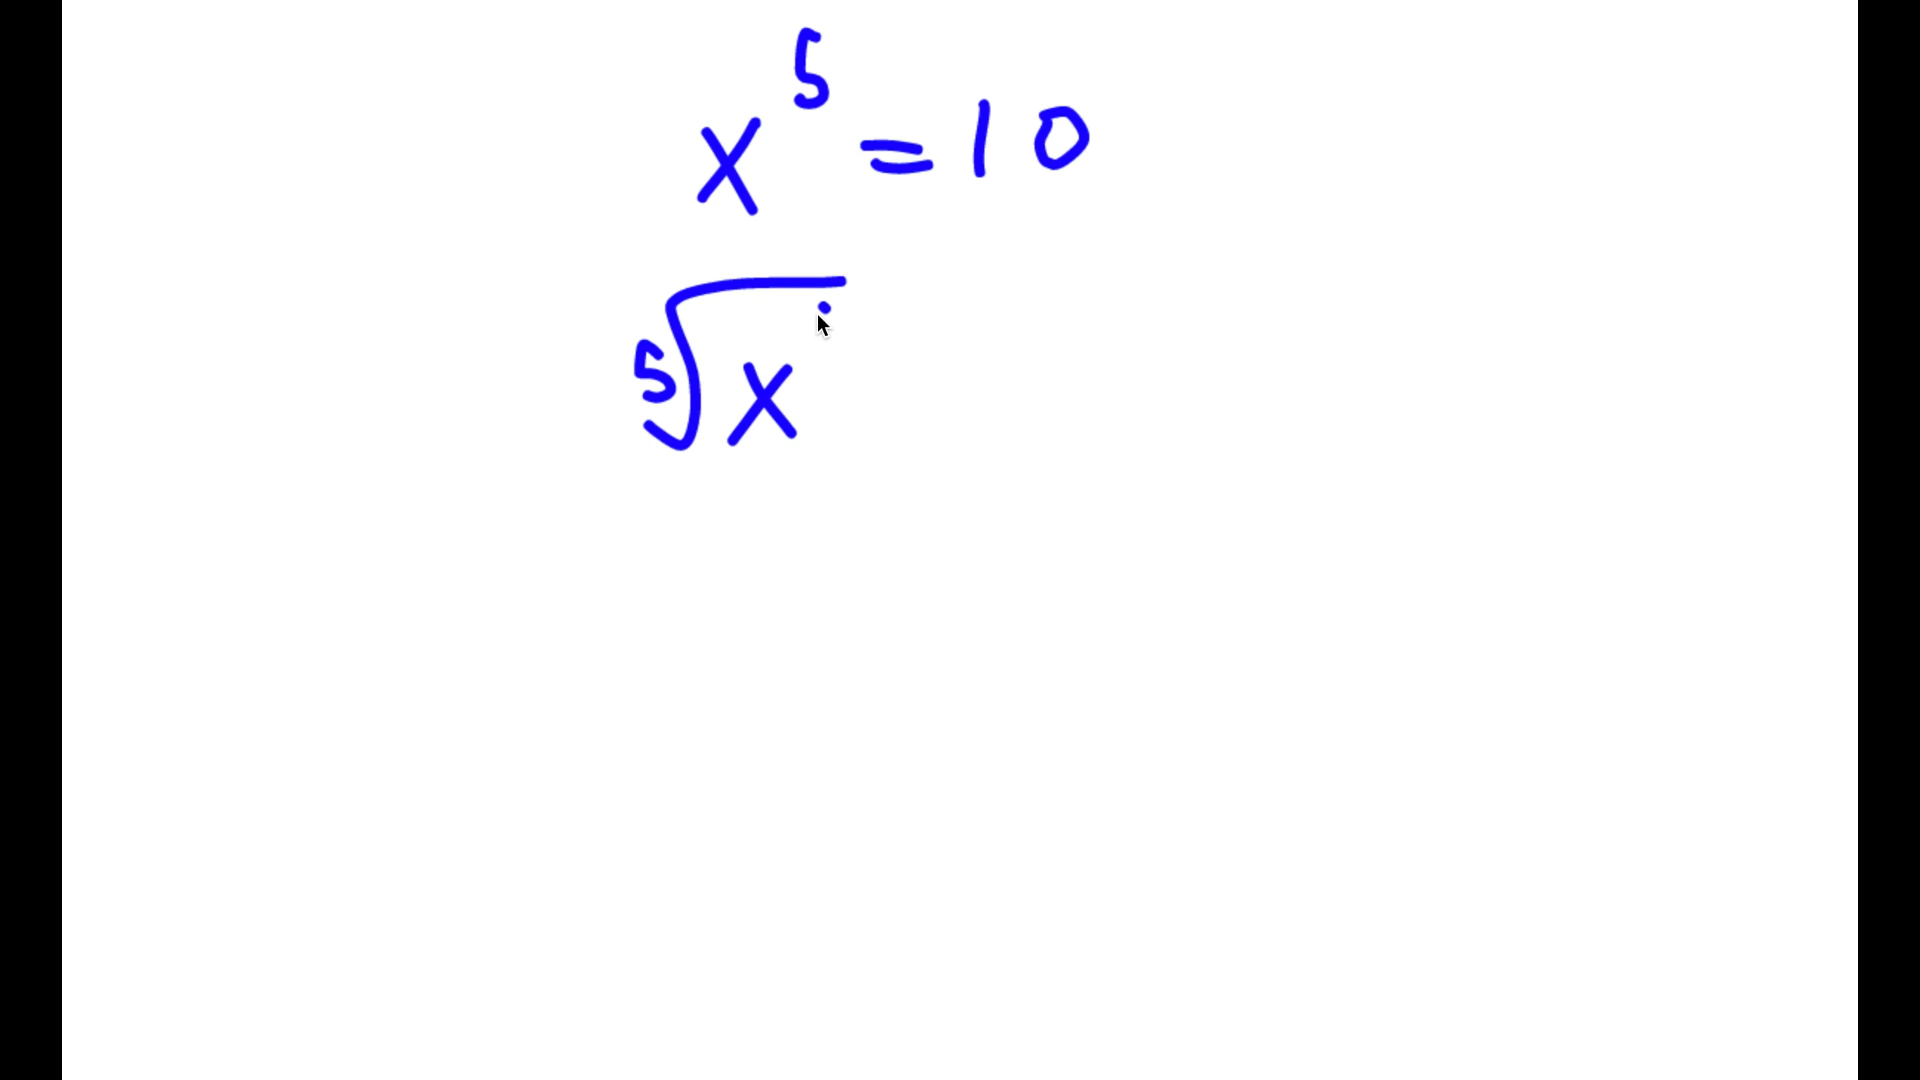 x⁵ = 10
⁵√x